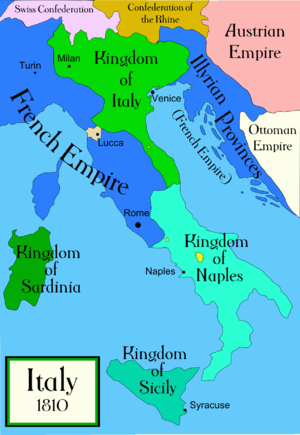 Swiss Confederation
Confederation
of the Rhine
Austrian
Empire
Milan
Turin
Kingdom
of
Italy
Venice
Illyrian Provinces
(French Empire)
Ottoman
Empire
Lucca
French Empire
Rome
Kingdom
of
Sardinia
Kingdom
of
Naples
Naples
Kingdom
of
Sicily
Syracuse
Italy
1810